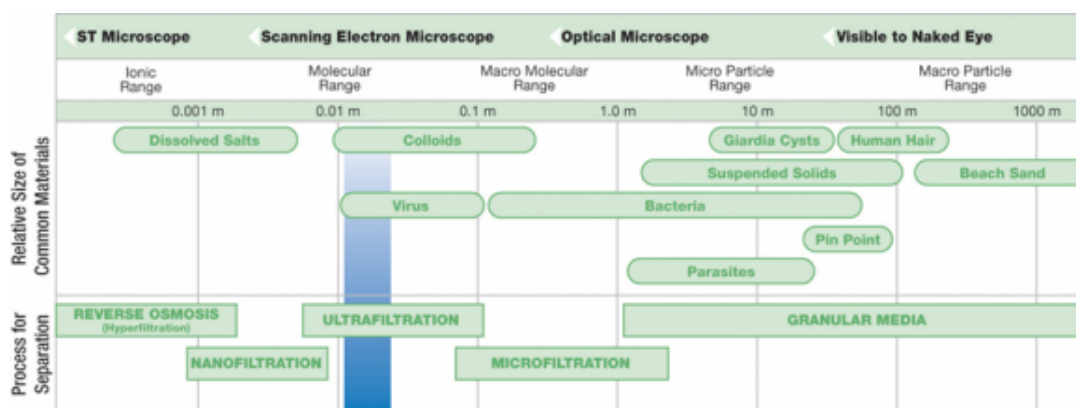 ST Microscope
Scanning Electron Microscope
Optical Microscope
Visible to Naked Eye
Ionic
Range
Molecular
Range
Macro Molecular
Range
Micro Particle
Range
Macro Particle
Range
0.001 m
0.01 m
0.1 m
1.0 m
10 m
100 m
1000 m
Relative Size of
Common Materials
Dissolved Salts
Colloids
Giardia Cysts
Human Hair
Suspended Solids
Beach Sand
Virus
Bacteria
Pin Point
Parasites
Process for
Separation
REVERSE OSMOSIS
(Hyperfiltration)
ULTRAFILTRATION
GRANULAR MEDIA
NANOFILTRATION
MICROFILTRATION